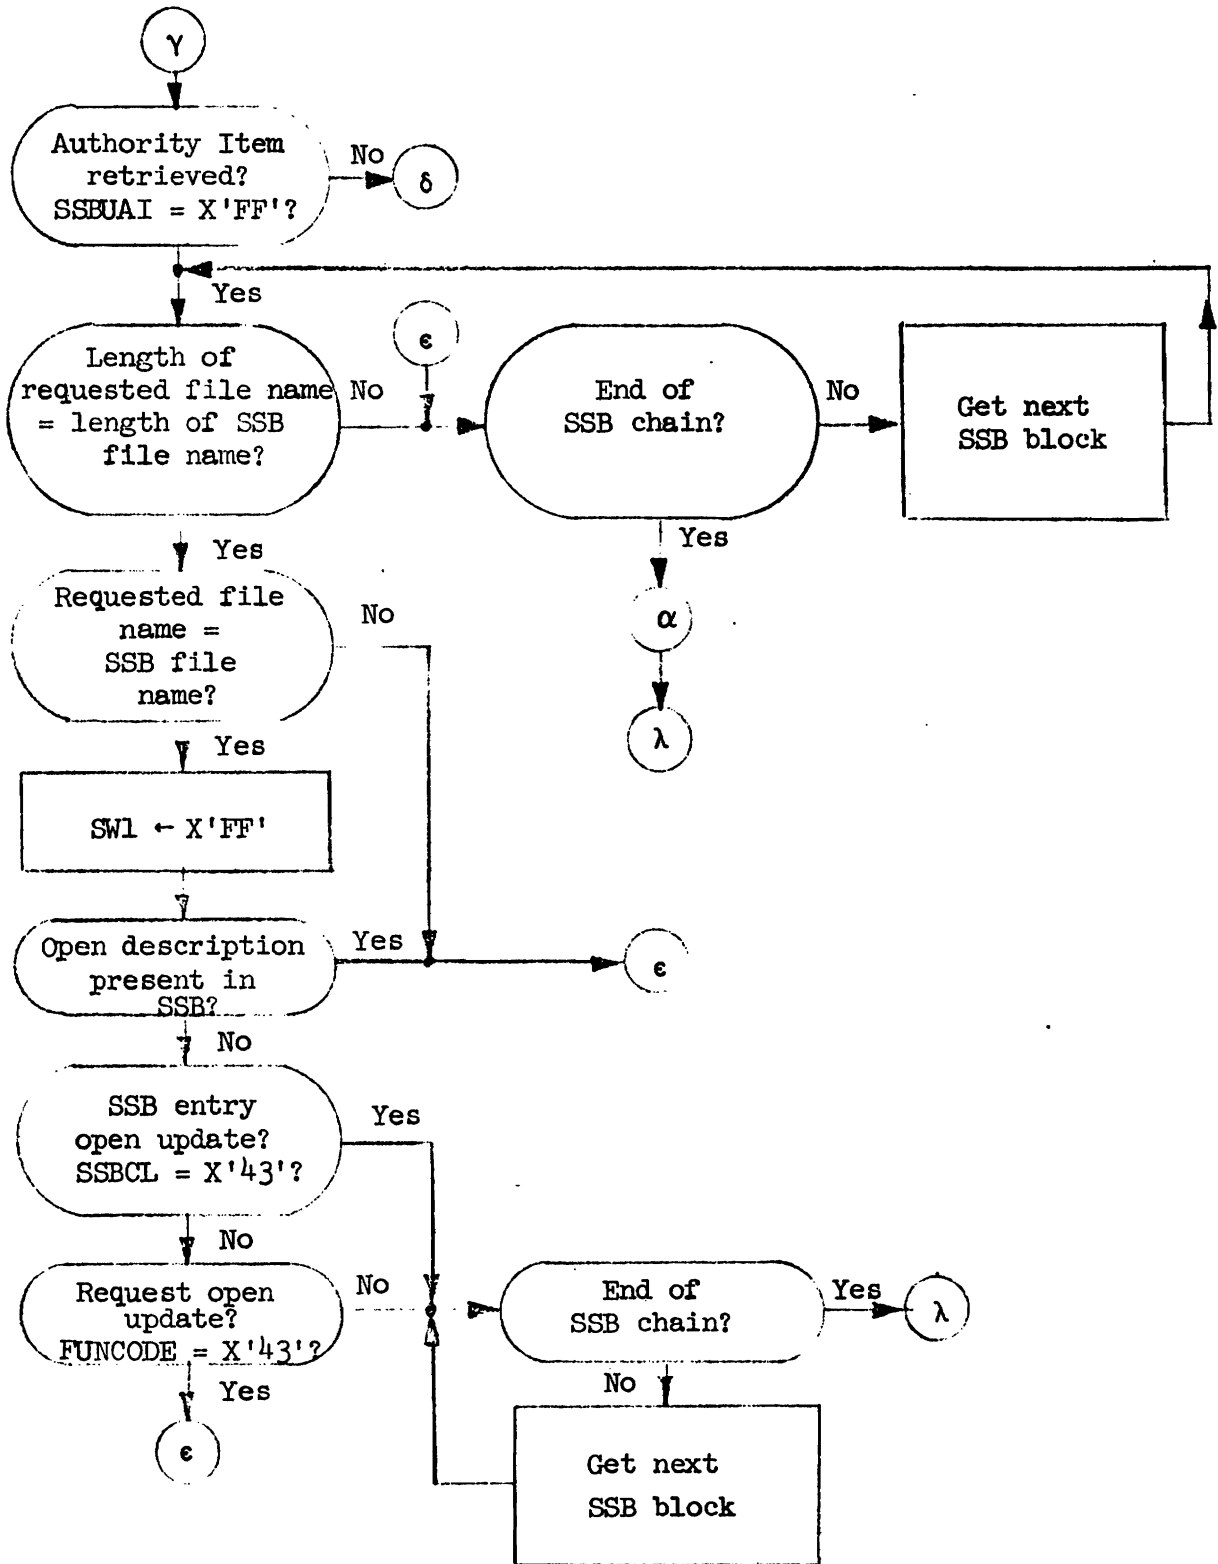 γ
Authority Item
retrieved?
SSBUAI = X'FF'?
No
δ
Yes
Length of
requested file name
= length of SSB
file name?
No
ϵ
End of
SSB chain?
No
Get next
SSB block
Yes
Yes
α
λ
Requested file
name =
SSB file
name?
No
Yes
SW1 ← X'FF'
Open description
present in
SSB?
Yes
ϵ
No
SSB entry
open update?
SSBCL = X'43'?
Yes
No
Request open
update?
FUNCODE = X'43'?
No
End of
SSB chain?
Yes
λ
Yes
No
ϵ
Get next
SSB block